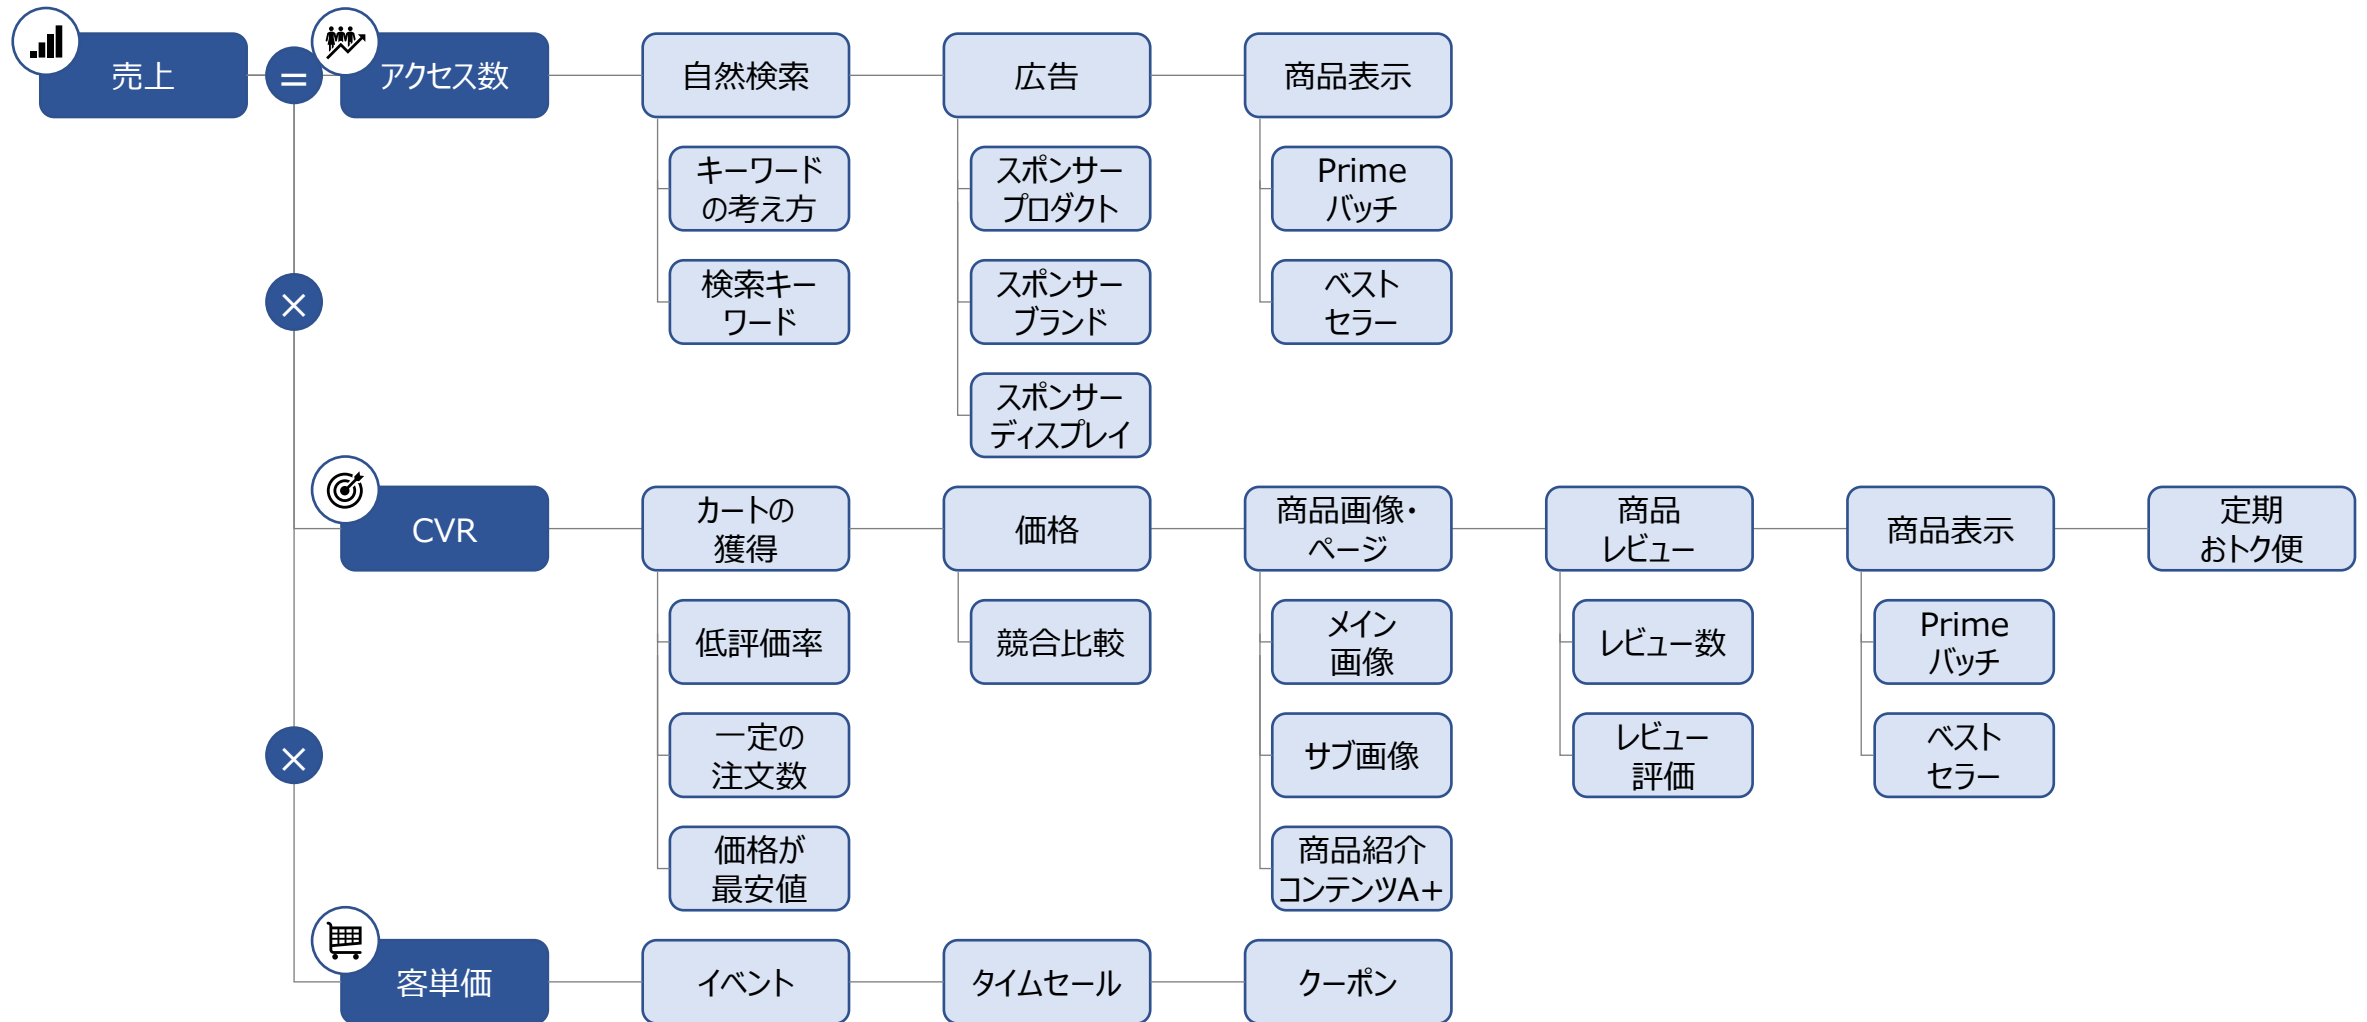 売上
=
アクセス数
自然検索
広告
商品表示
キーワード
の考え方
スポンサー
プロダクト
Prime
バッチ
検索キー
ワード
スポンサー
ブランド
ベスト
セラー
×
スポンサー
ディスプレイ
CVR
カートの
獲得
価格
商品画像・
ページ
商品
レビュー
商品表示
定期
おトク便
低評価率
競合比較
メイン
画像
レビュー数
Prime
バッチ
×
一定の
注文数
サブ画像
レビュー
評価
ベスト
セラー
価格が
最安値
商品紹介
コンテンツA+
客単価
イベント
タイムセール
クーポン